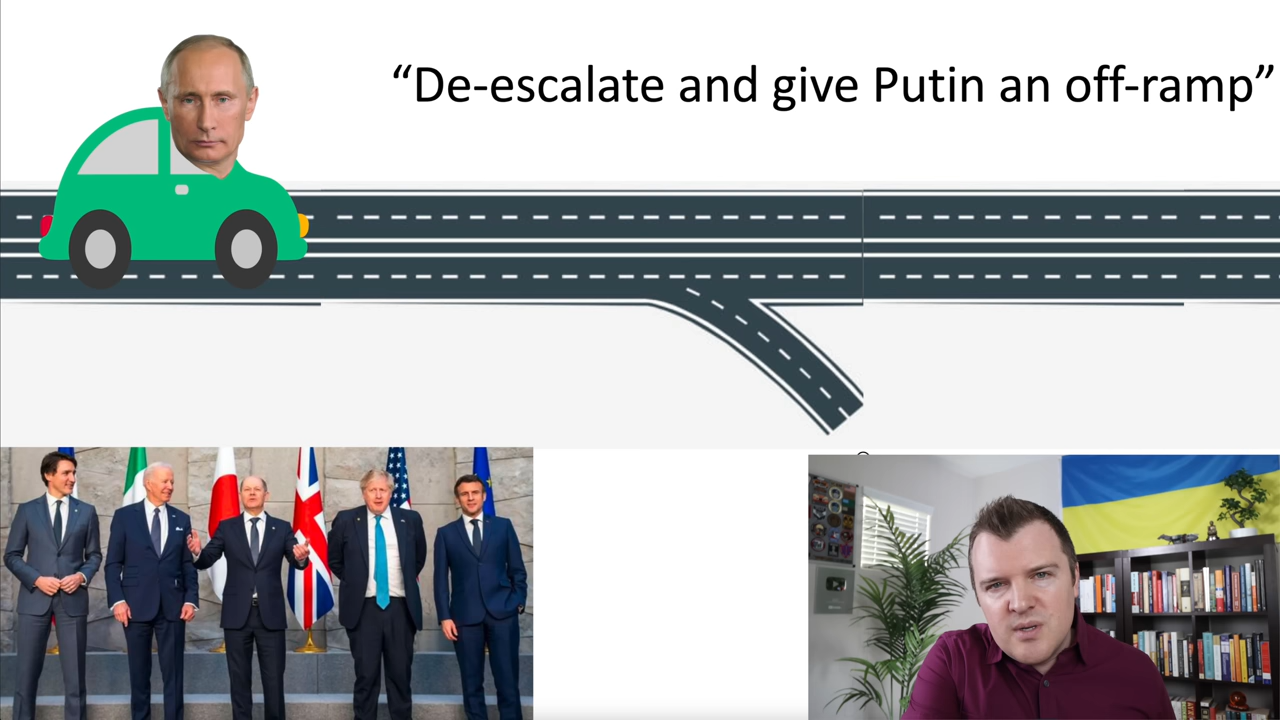 “De-escalate and give Putin an off-ramp”